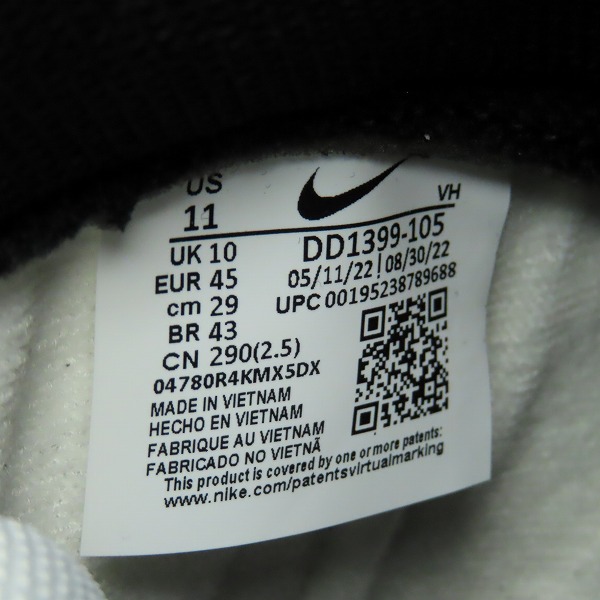 US
11
VH
UK 10
DD1399-105
EUR 45
05/11/22 | 08/30/22
cm 29
UPC 00195238789688
BR 43
CN 290(2.5)
04780R4KMX5DX
MADE IN VIETNAM
HECHO EN VIETNAM
FABRIQUE AU VIETNAM
FABRICADO NO VIETNÃ
This product is covered by one or more patents
www.nike.com/patentsvirtualmarking